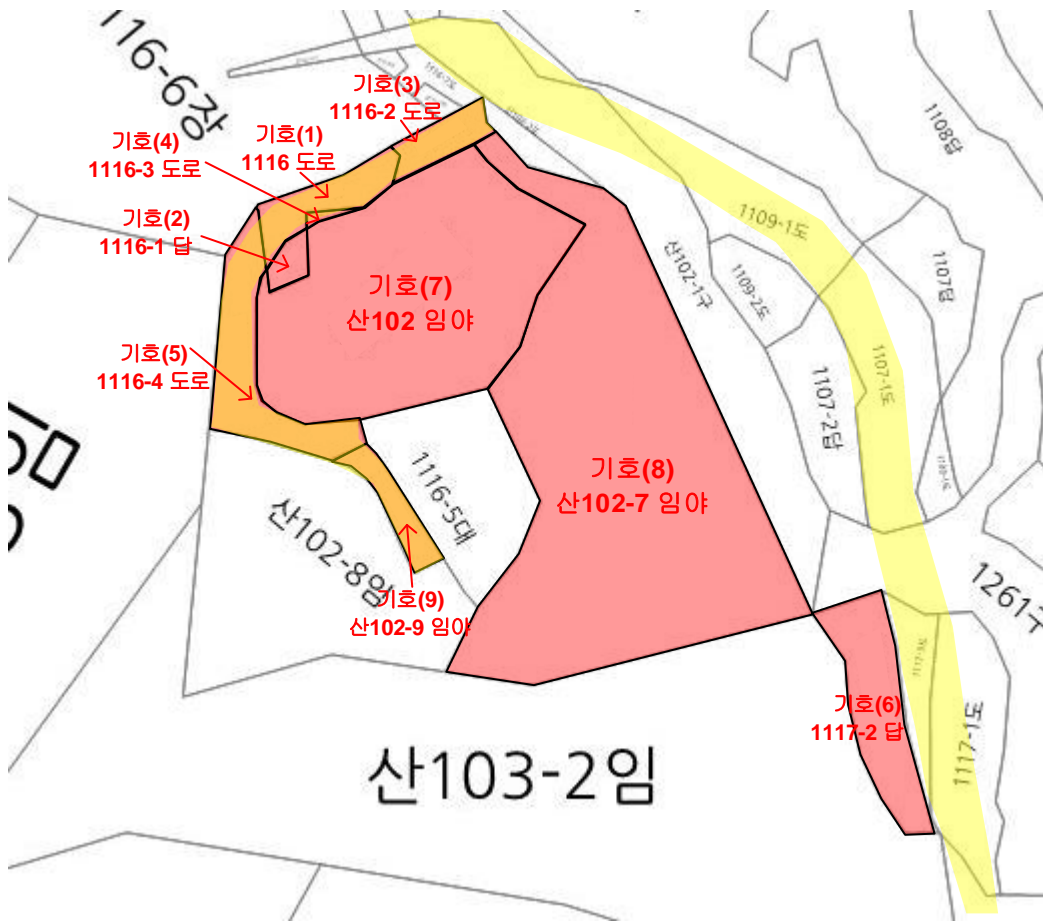 1116-6장
기호(3)
1116-2 도로
기호(1)
1116 도로
기호(4)
1116-3 도로
기호(2)
1116-1 답
1108답
1109-1도
산102-1구
1109-2도
1107답
기호(7)
산102 임야
기호(5)
1116-4 도로
1107-1도
1107-2답
1116-5대
기호(8)
산102-7 임야
산102-8임
기호(9)
산102-9 임야
1261구
기호(6)
1117-2 답
1117-1도
산103-2임